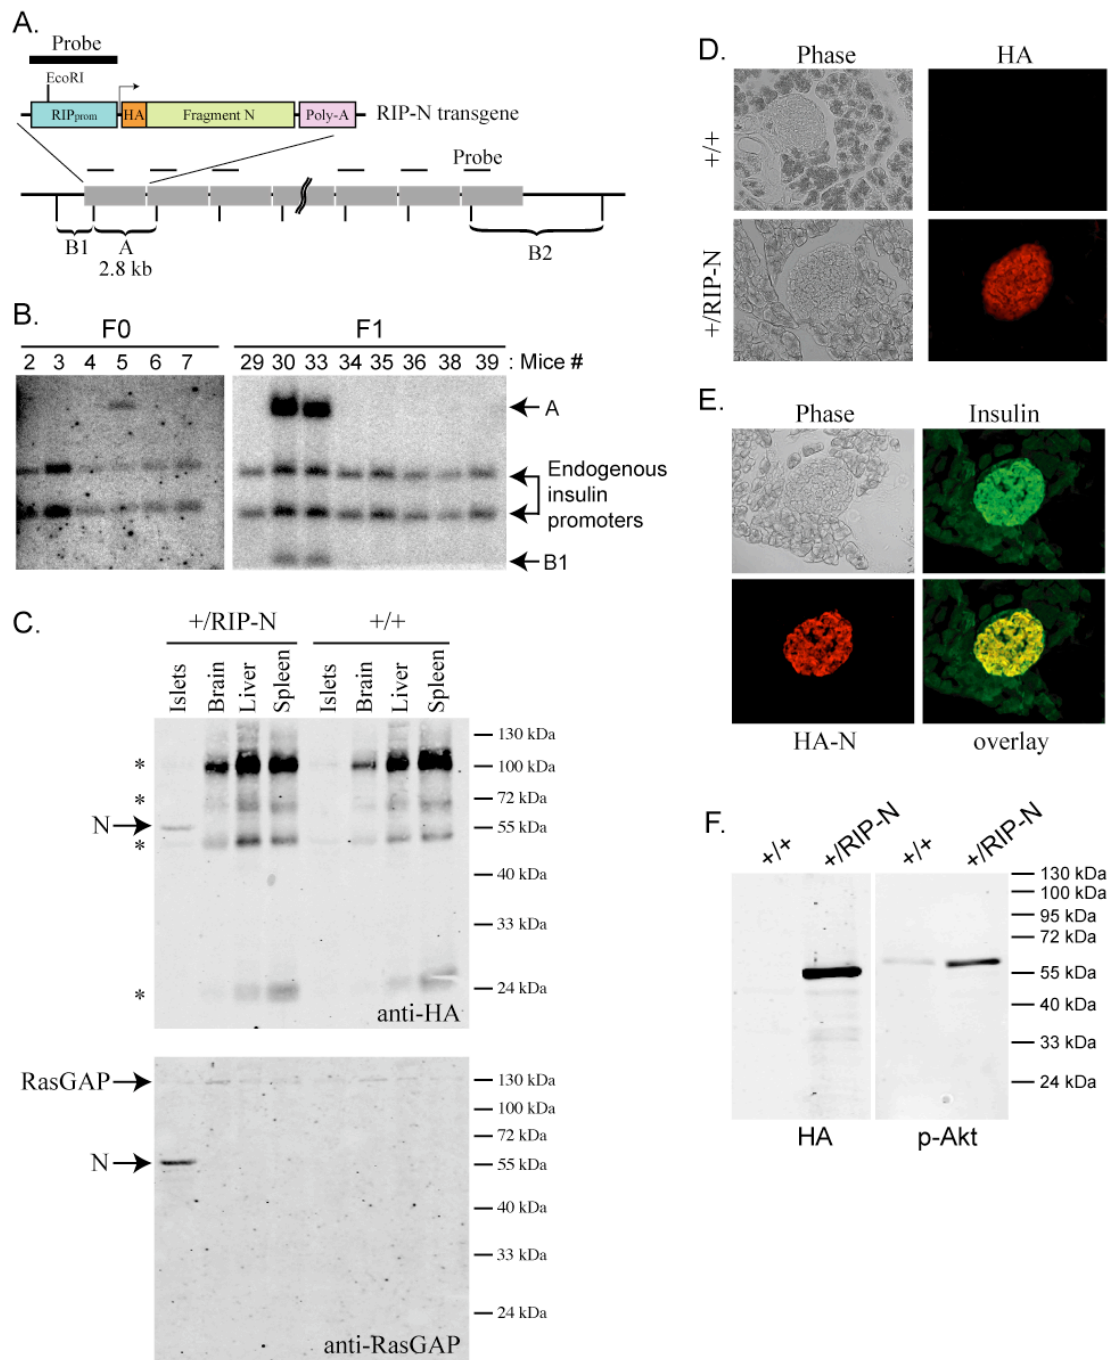 A.
Probe
EcoRI
RIPprom
HA
Fragment N
Poly-A
RIP-N transgene
Probe
B1
A
2.8 kb
B2
B.
F0
F1
2 3 4 5 6 7
29 30 33 34 35 36 38 39 : Mice #
A
Endogenous
insulin
promoters
B1
C.
+/RIP-N
+/+
Islets
Brain
Liver
Spleen
Islets
Brain
Liver
Spleen
130 kDa
* 100 kDa
* 72 kDa
N 55 kDa
*
40 kDa
33 kDa
* 24 kDa
anti-HA
RasGAP 130 kDa
100 kDa
72 kDa
N 55 kDa
40 kDa
33 kDa
24 kDa
anti-RasGAP
D.
Phase
HA
+/+
+/RIP-N
E.
Phase
Insulin
HA-N
overlay
F.
+/+
+/RIP-N
+/+
+/RIP-N
130 kDa
100 kDa
95 kDa
72 kDa
55 kDa
40 kDa
33 kDa
24 kDa
HA
p-Akt